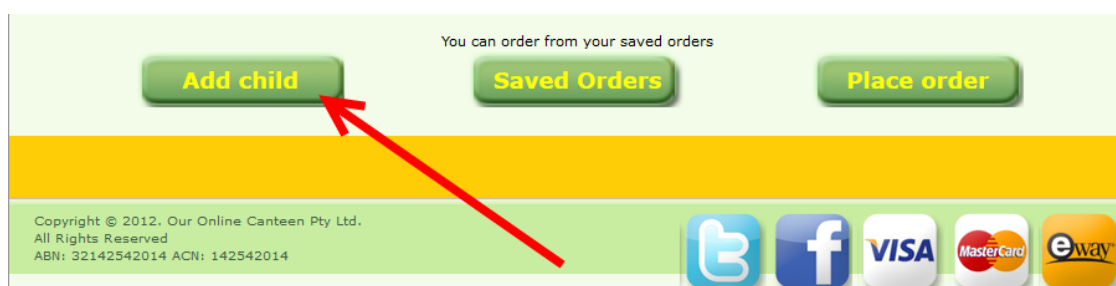 You can order from your saved orders
Add child
Saved Orders
Place order
Copyright © 2012. Our Online Canteen Pty Ltd.
All Rights Reserved
ABN: 32142542014 ACN: 142542014
VISA
MasterCard
eway